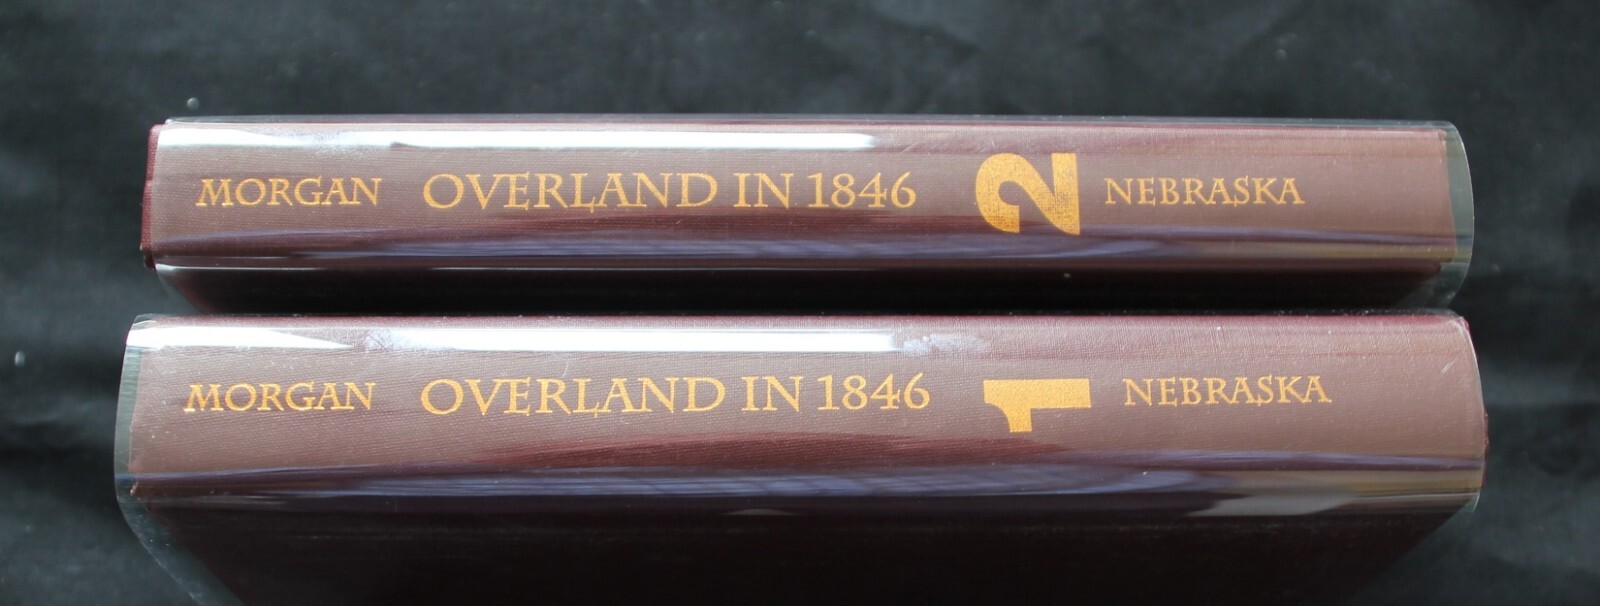 MORGAN OVERLAND IN 1846 2 NEBRASKA
MORGAN OVERLAND IN 1846 1 NEBRASKA